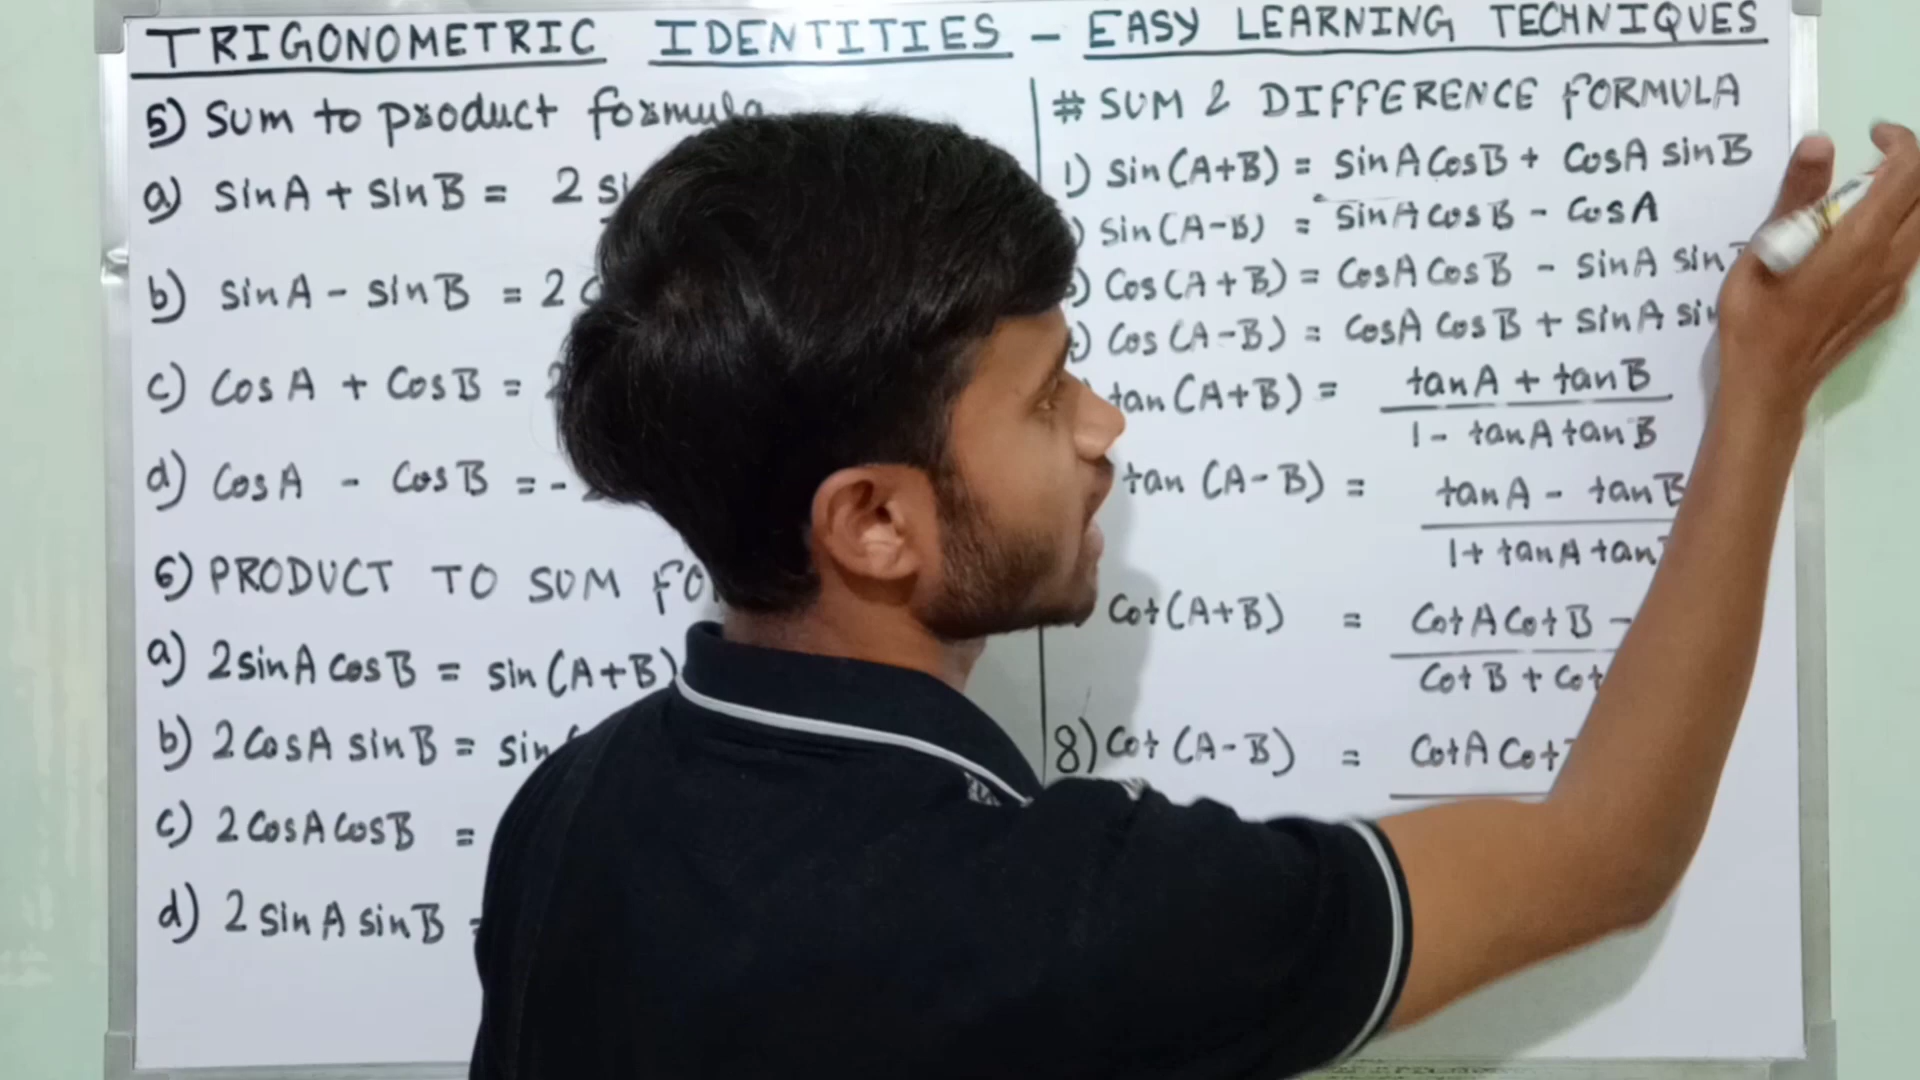 TRIGONOMETRIC IDENTITIES - EASY LEARNING TECHNIQUES
5) Sum to product formula
a) sinA + sinB = 2
b) sinA - sinB = 2
c) CosA + CosB =
d) CosA - CosB = -
6) PRODUCT TO SUM
a) 2sinA cosB = sin(A+B)
b) 2CosA sinB = sin
c) 2CosA cosB =
d) 2 sinA sinB
# SUM & DIFFERENCE FORMULA
1) sin(A+B) = sinA CosB + CosA sinB
) sin(A-B) = sinA cosB - CosA
) Cos(A+B) = CosA CosB - sinA sin
) Cos(A-B) = CosA CosB + sinA sin
tan(A+B) = tanA + tanB
1 - tanA tanB
tan(A-B) = tanA - tanB
1 + tanA tan
Cot(A+B) = CotA CotB -
CotB + Cot
8) Cot(A-B) = CotA Cot